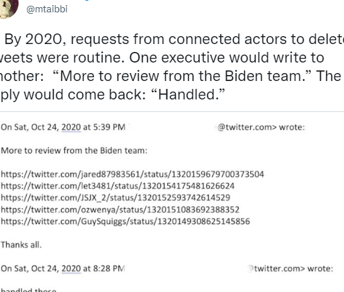 @mtaibbi
By 2020, requests from connected actors to delet
weets were routine. One executive would write to
nother: “More to review from the Biden team.” The
ply would come back: “Handled.”
On Sat, Oct 24, 2020 at 5:39 PM @twitter.com> wrote:
More to review from the Biden team:
https://twitter.com/jared87983561/status/1320159679700373504
https://twitter.com/let3481/status/1320154175481626624
https://twitter.com/JSJX_2/status/1320152593742614529
https://twitter.com/ozwenya/status/1320151083692388352
https://twitter.com/GuySquiggs/status/1320149308625145856
Thanks all.
On Sat, Oct 24, 2020 at 8:28 PM twitter.com> wrote:
handled these